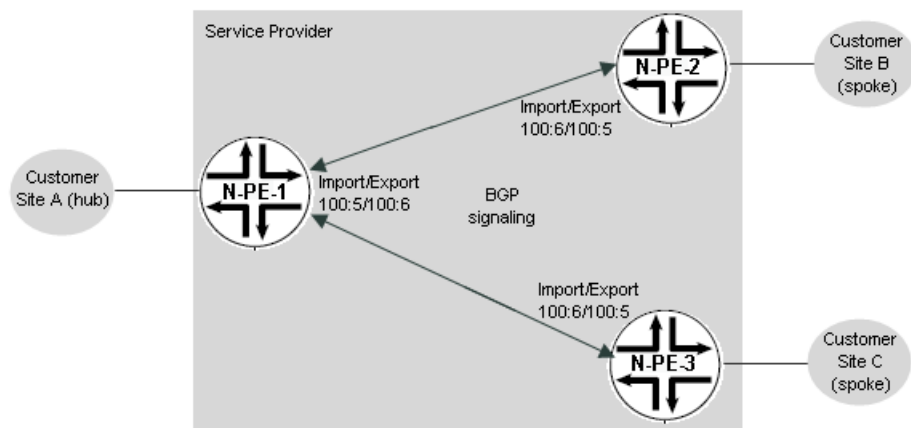 Service Provider
Customer
Site B
(spoke)
N-PE-2
Import/Export
100:6/100:5
Customer
Site A (hub)
N-PE-1
Import/Export
100:5/100:6
BGP
signaling
Import/Export
100:6/100:5
N-PE-3
Customer
Site C
(spoke)